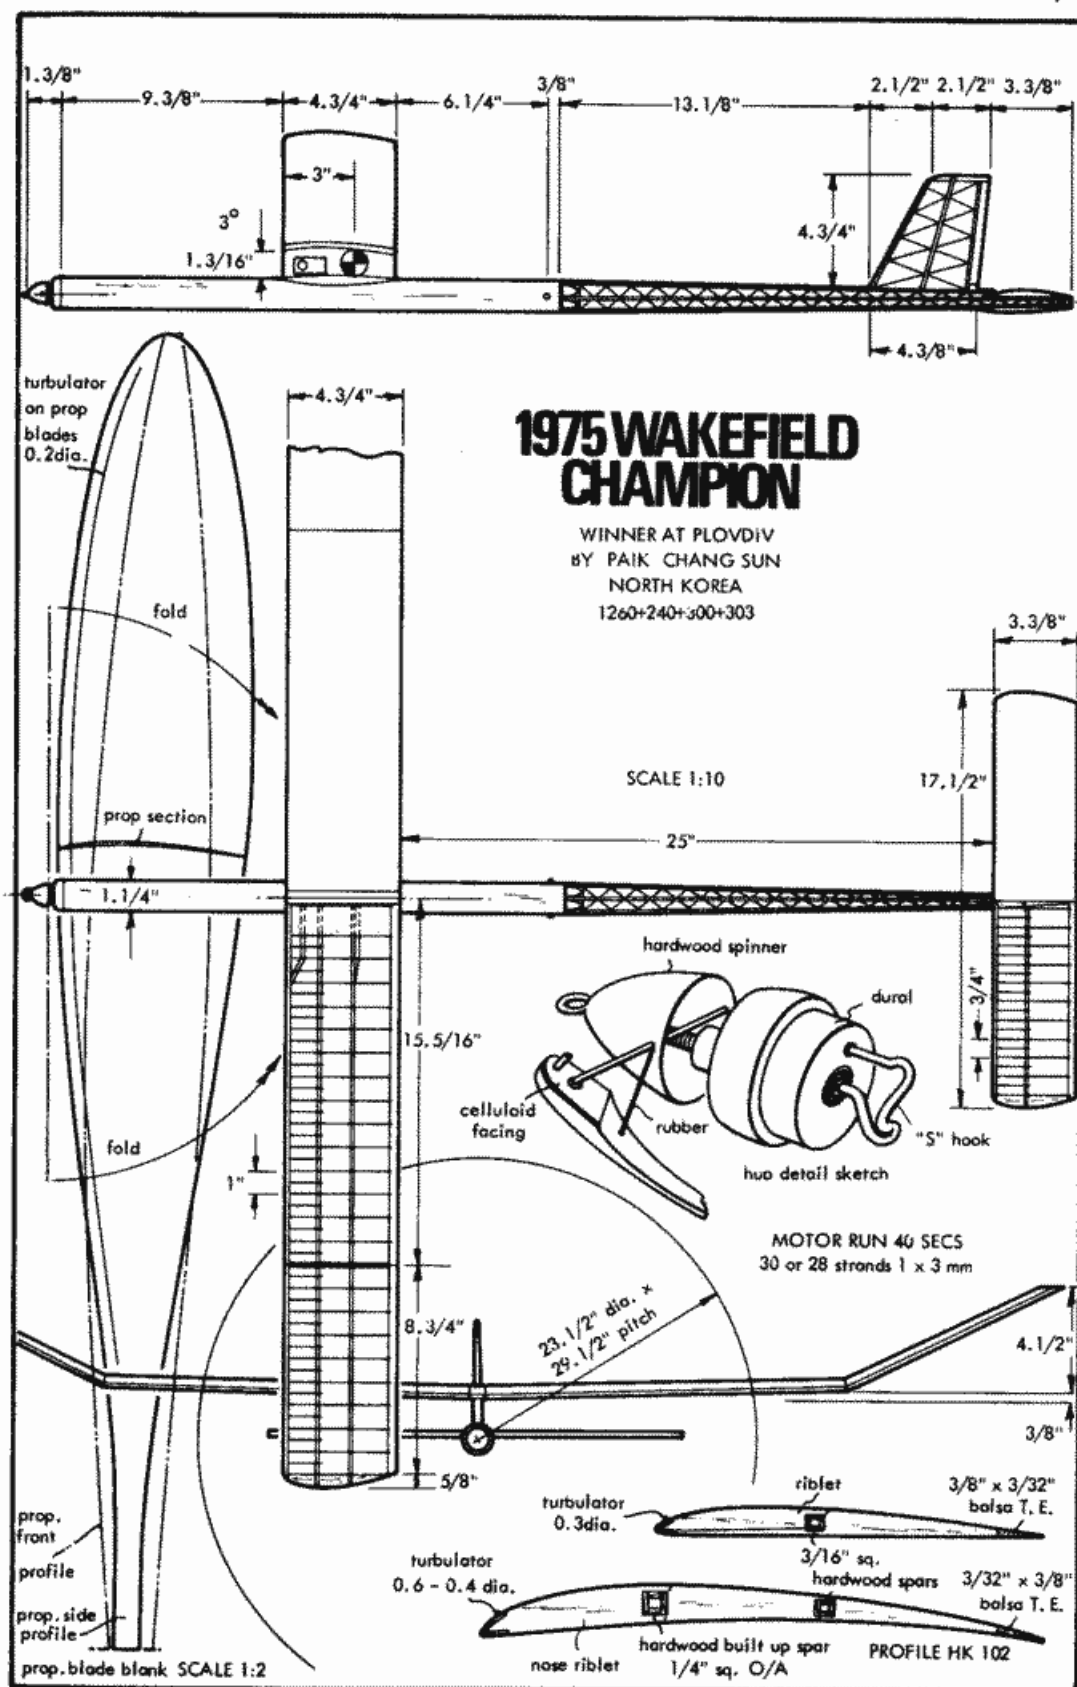 1.3/8"
9.3/8"
4.3/4"
6.1/4"
3/8"
13.1/8"
2.1/2"
2.1/2"
3.3/8"
3"
3°
1.3/16"
4.3/4"
4.3/8"
turbulator
on prop
blades
0.2dia.
4.3/4"
1975 WAKEFIELD
CHAMPION
WINNER AT PLOVDIV
BY PAIK CHANG SUN
NORTH KOREA
1260+240+300+303
fold
3.3/8"
SCALE 1:10
17.1/2"
prop section
25"
1.1/4"
hardwood spinner
dural
3/4"
15.5/16"
celluloid
facing
rubber
"S" hook
fold
hub detail sketch
1"
MOTOR RUN 40 SECS
30 or 28 strands 1 x 3 mm
23.1/2" dia. x
29.1/2" pitch
8.3/4"
4.1/2"
3/8"
5/8"
riblet
3/8" x 3/32"
balsa T.E.
turbulator
0.3dia.
prop.
front
profile
3/16" sq.
hardwood spars
turbulator
0.6 - 0.4 dia.
3/32" x 3/8"
balsa T.E.
prop. side
profile
hardwood built up spar
1/4" sq. O/A
nose riblet
PROFILE HK 102
prop. blade blank SCALE 1:2